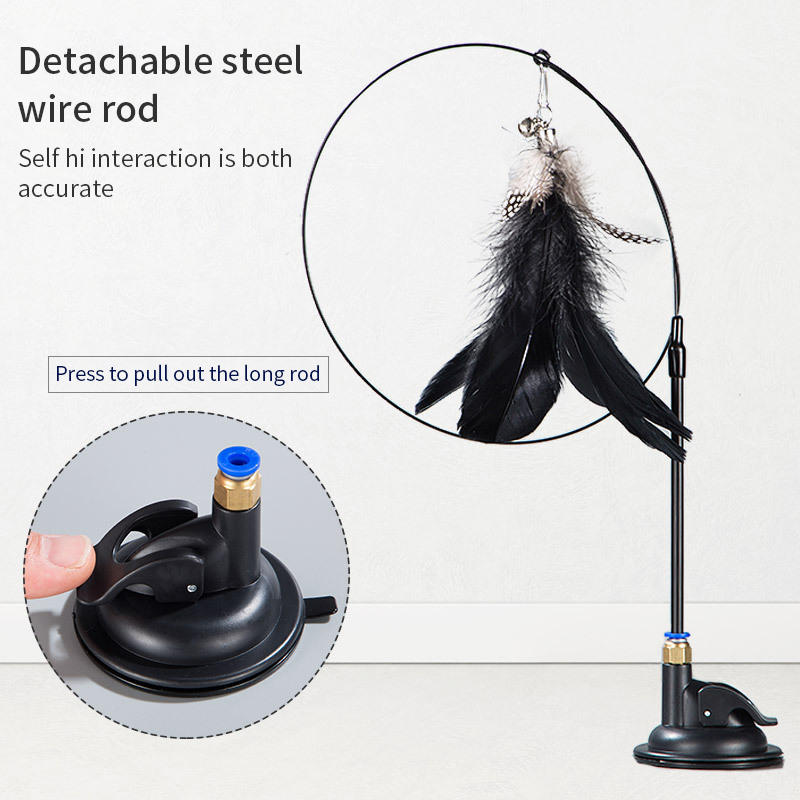 Detachable steel
wire rod
Self hi interaction is both
accurate
Press to pull out the long rod